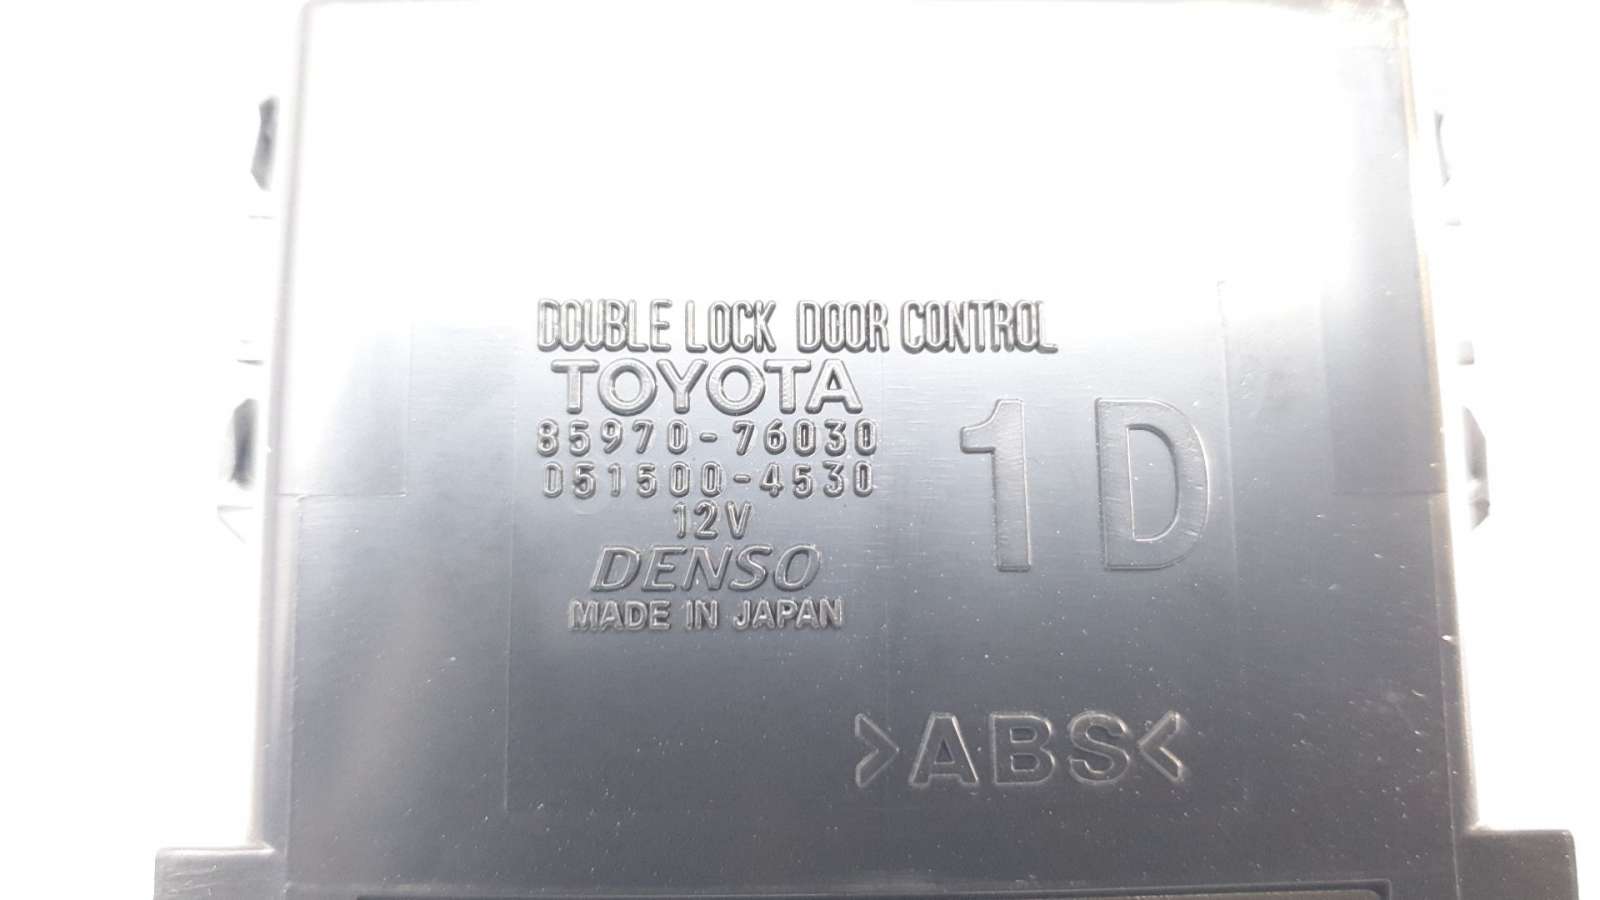 DOUBLE LOCK DOOR CONTROL
TOYOTA
85970-76030
051500-4530
12V
DENSO
MADE IN JAPAN
1D
>ABS<